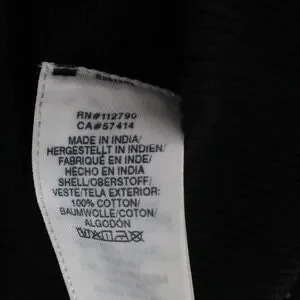 RN#112790
CA#57414
MADE IN INDIA/
HERGESTELLT IN INDIEN/
FABRIQUÉ EN INDE/
HECHO EN INDIA
SHELL/OBERSTOFF/
VESTE/TELA EXTERIOR:
100% COTTON/
BAUMWOLLE/COTON/
ALGODÓN